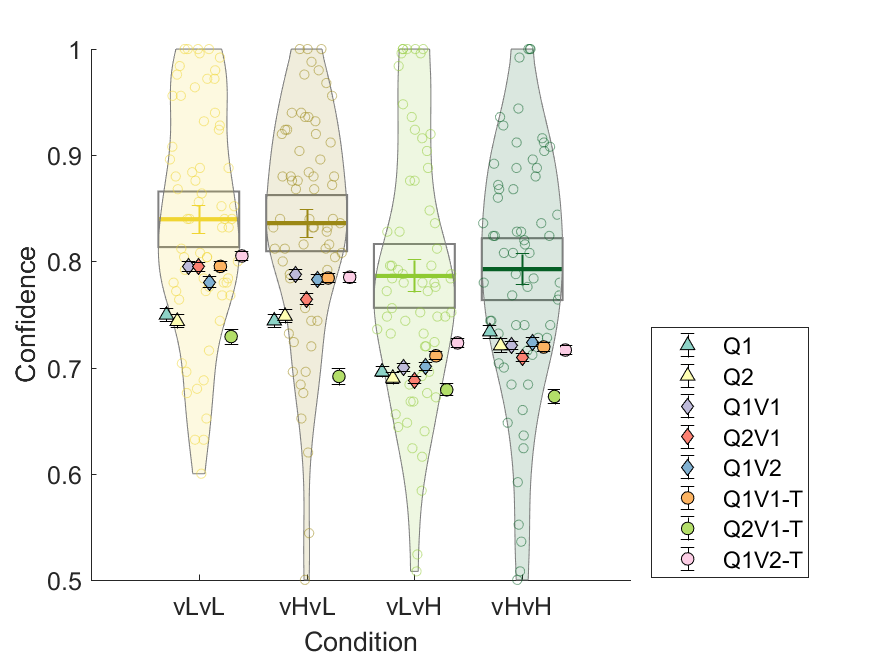 1
0.9
0.8
0.7
0.6
0.5
Confidence
vLvL vHvL vLvH vHvH
Condition
Q1
Q2
Q1V1
Q2V1
Q1V2
Q1V1-T
Q2V1-T
Q1V2-T